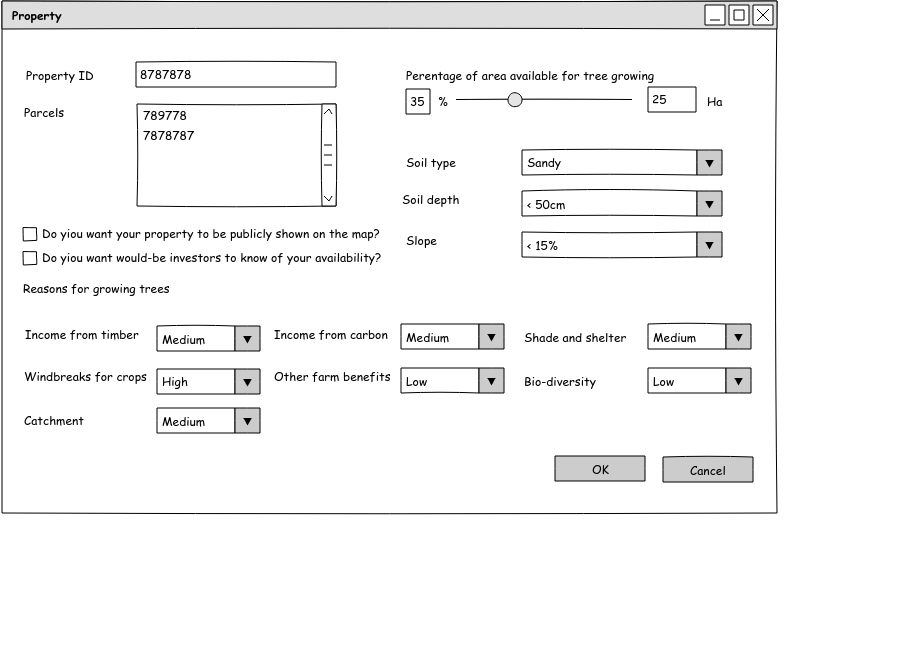 Property
Property ID
8787878
Parcels
789778
7878787
Perentage of area available for tree growing
35 % 25 Ha
Soil type Sandy
Soil depth < 50cm
Slope < 15%
Do yiou want your property to be publicly shown on the map?
Do yiou want would-be investors to know of your availability?
Reasons for growing trees
Income from timber Medium Income from carbon Medium Shade and shelter Medium
Windbreaks for crops High Other farm benefits Low Bio-diversity Low
Catchment Medium
OK Cancel